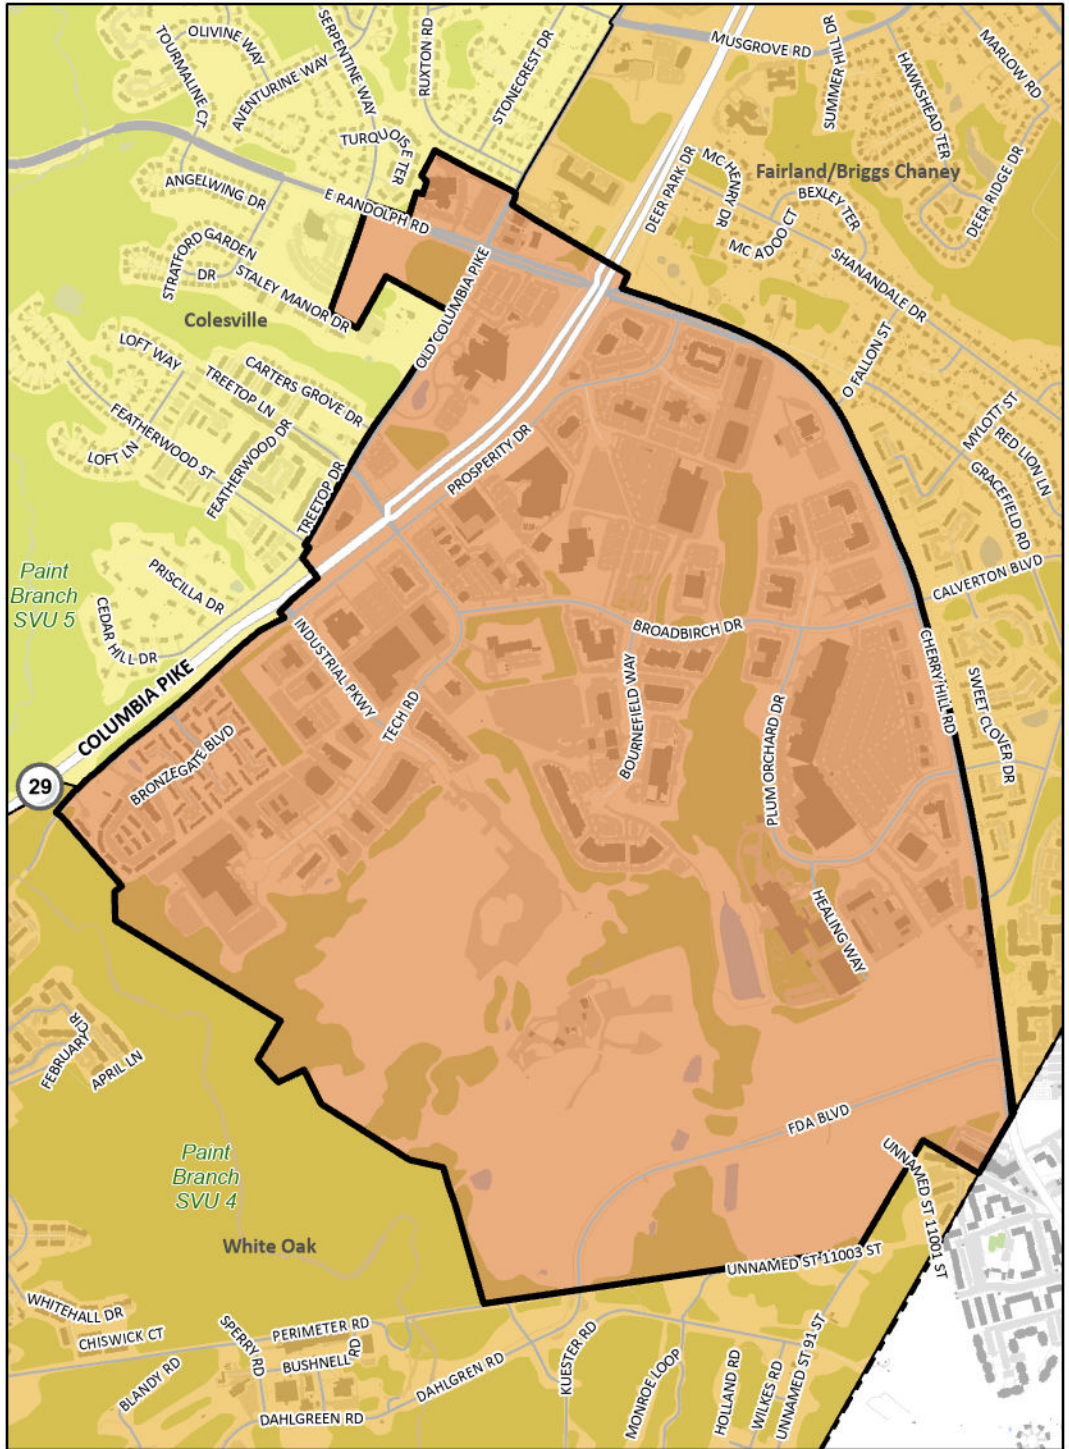 MUSGROVE RD
SUMMER HILL DR
HAWKSHEAD TER
MARLOW RD
DEER RIDGE DR
OLIVINE WAY
TOURMALINE CT
AVENTURINE WAY
SERPENTINE WAY
RUXTON RD
STONECREST DR
TURQUOISE TER
ANGELWING DR
E RANDOLPH RD
DEER PARK DR
MC HENRY DR
Fairland/Briggs Chaney
BEXLEY TER
MC ADOO CT
SHANANDALE DR
O FALLON ST
STRATFORD GARDEN DR
STALEY MANOR DR
Colesville
OLD COLUMBIA PIKE
LOFT WAY
TREETOP LN
CARTERS GROVE DR
FEATHERWOOD ST
FEATHERWOOD DR
LOFT LN
TREETOP DR
PROSPERITY DR
MYLOTT ST
RED LION LN
GRACEFIELD RD
CALVERTON BLVD
Paint
Branch
SVU 5
PRISCILLA DR
CEDAR HILL DR
COLUMBIA PIKE
29
INDUSTRIAL PKWY
TECH RD
BRONZEGATE BLVD
BROADBIRCH DR
BOURNEFIELD WAY
PLUM ORCHARD DR
CHERRY HILL RD
SWEET CLOVER DR
HEALING WAY
FEBRUARY CIR
APRIL LN
FDA BLVD
Paint
Branch
SVU 4
White Oak
UNNAMED ST 11001 ST
UNNAMED ST 11003 ST
WHITEHALL DR
CHISWICK CT
BLANDY RD
SPERRY RD
PERIMETER RD
BUSHNELL RD
DAHLGREN RD
DAHLGREEN RD
KUESTER RD
MONROE LOOP
HOLLAND RD
WILKES RD
UNNAMED ST 91 ST